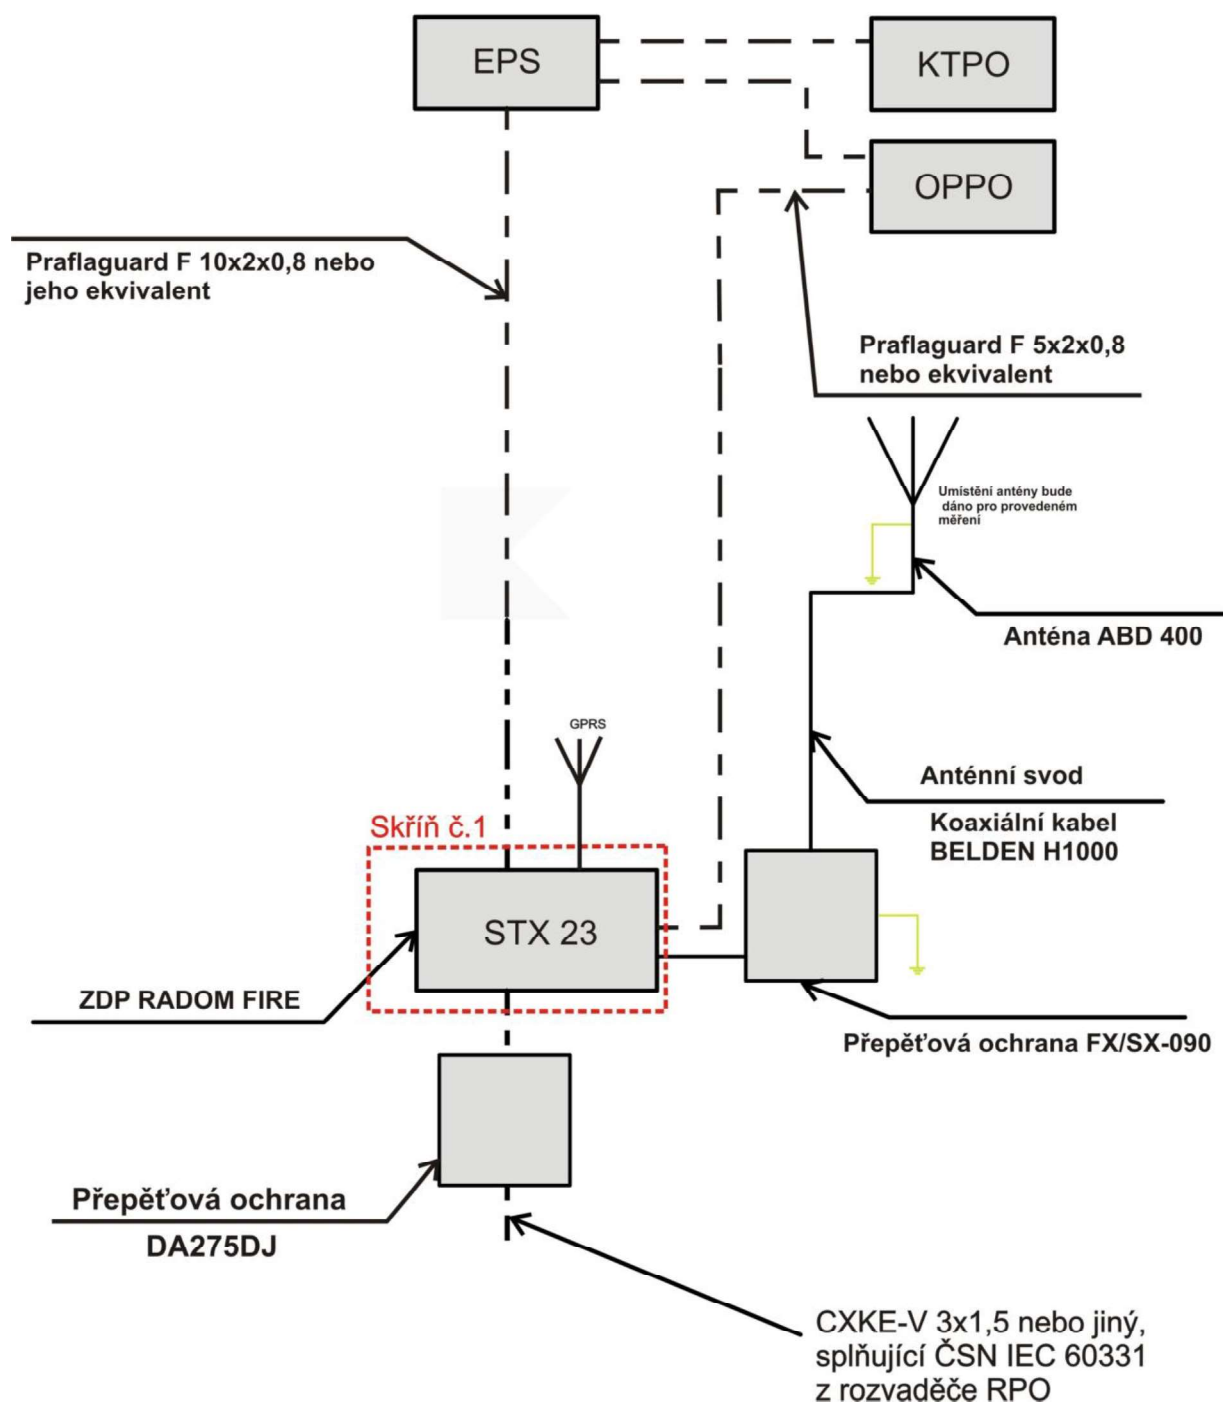 EPS
KTPO
OPPO
Praflaguard F 10x2x0,8 nebo
jeho ekvivalent
Praflaguard F 5x2x0,8
nebo ekvivalent
Umístění antény bude
dáno pro provedeném
měření
Anténa ABD 400
GPRS
Anténní svod
Koaxiální kabel
BELDEN H1000
Skříň č.1
STX 23
ZDP RADOM FIRE
Přepěťová ochrana FX/SX-090
Přepěťová ochrana
DA275DJ
CXKE-V 3x1,5 nebo jiný,
splňující ČSN IEC 60331
z rozvaděče RPO